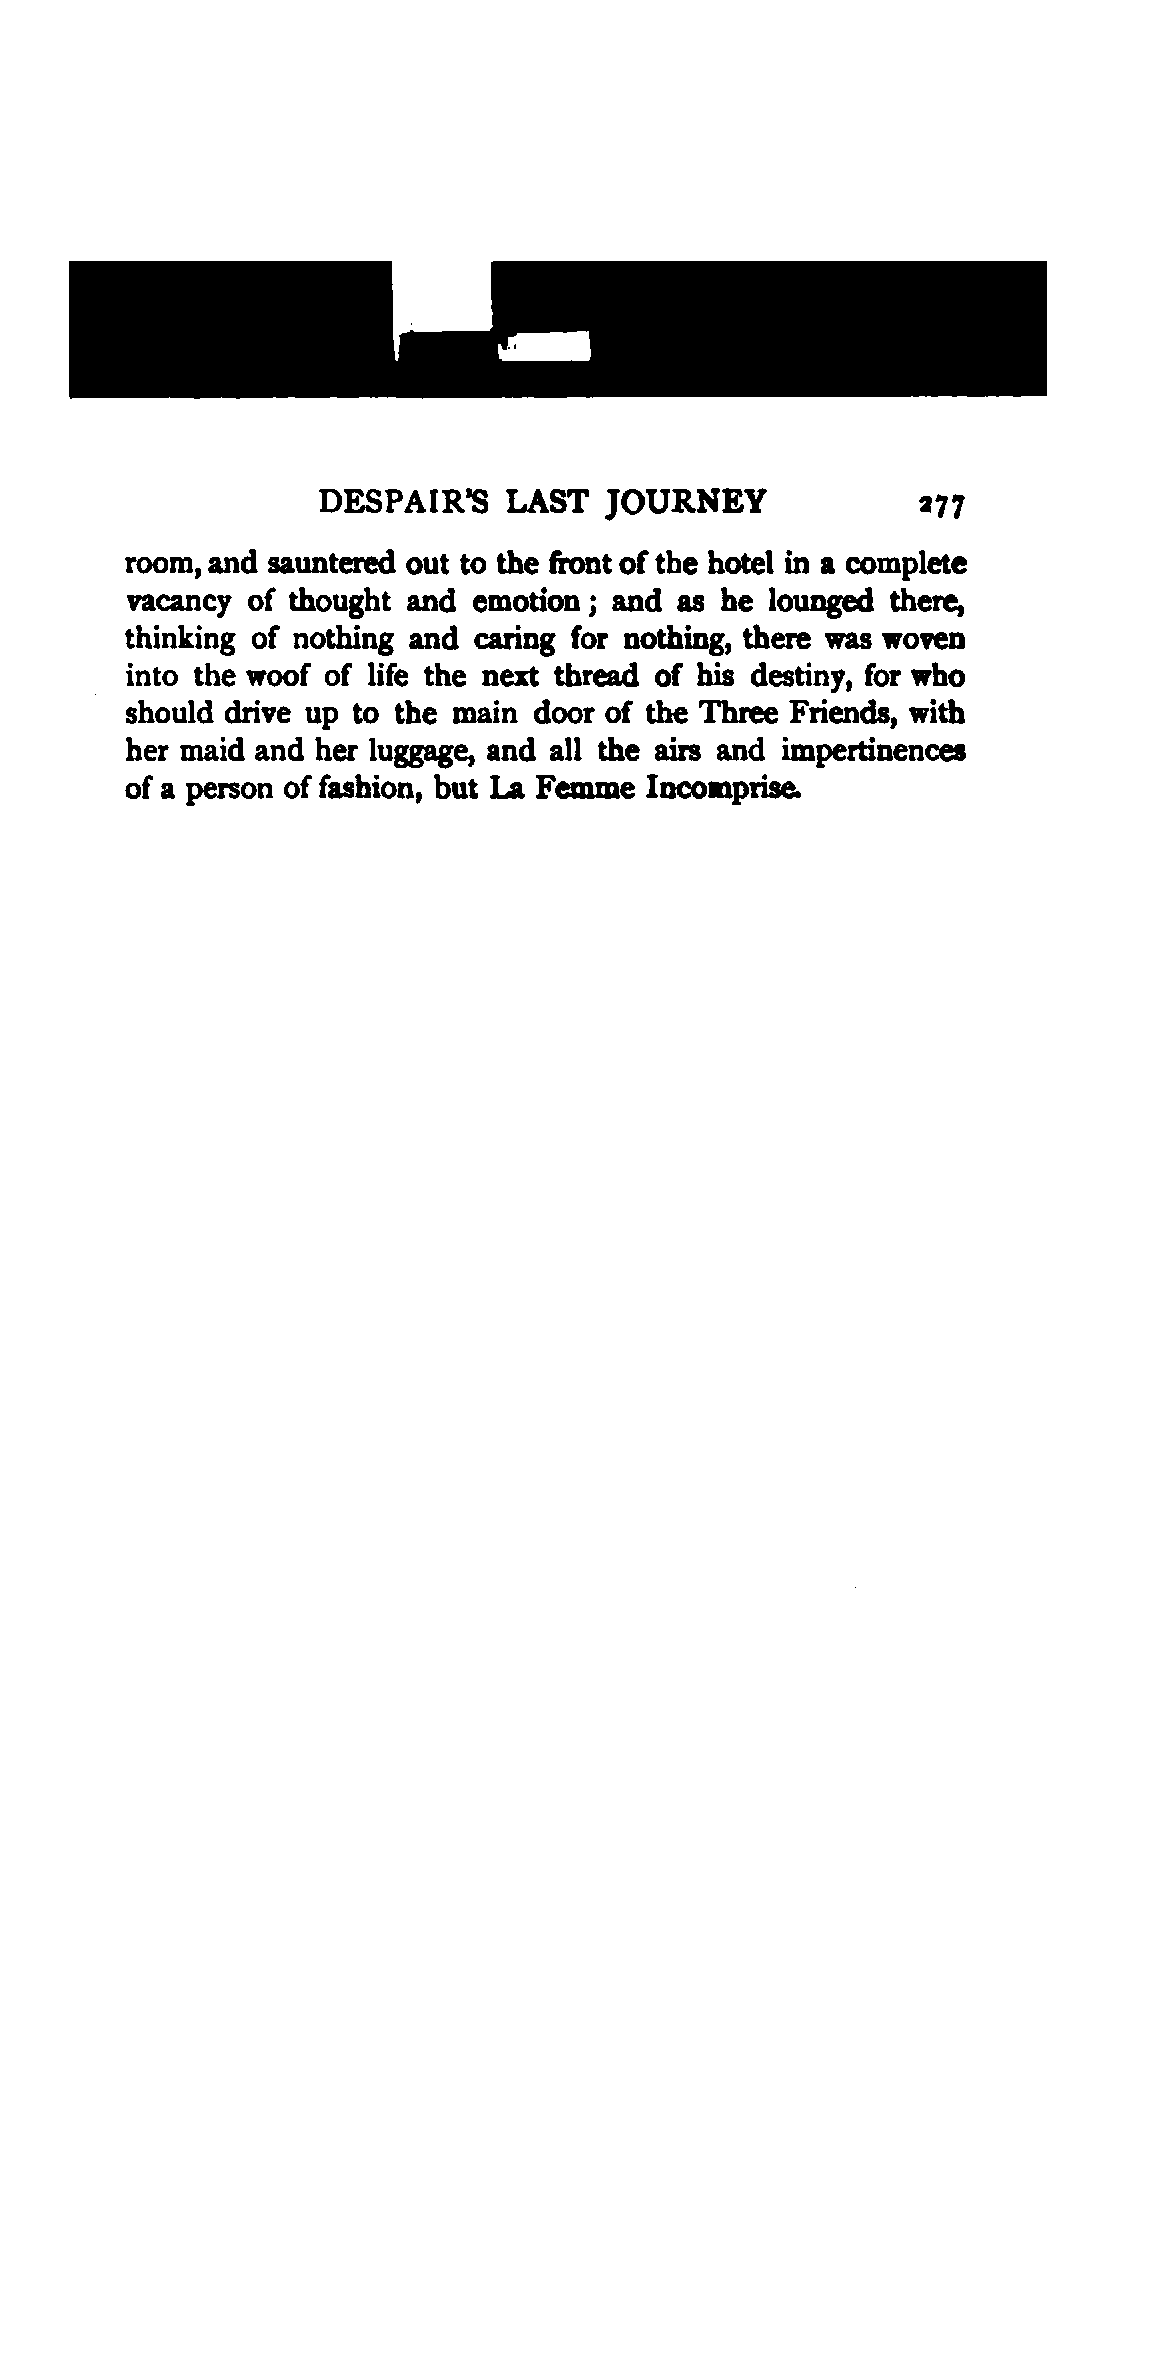 DESPAIR'S LAST JOURNEY 277
room, and sauntered out to the front of the hotel in a complete
vacancy of thought and emotion; and as he lounged there,
thinking of nothing and caring for nothing, there was woven
into the woof of life the next thread of his destiny, for who
should drive up to the main door of the Three Friends, with
her maid and her luggage, and all the airs and impertinences
of a person of fashion, but La Femme Incomprise.